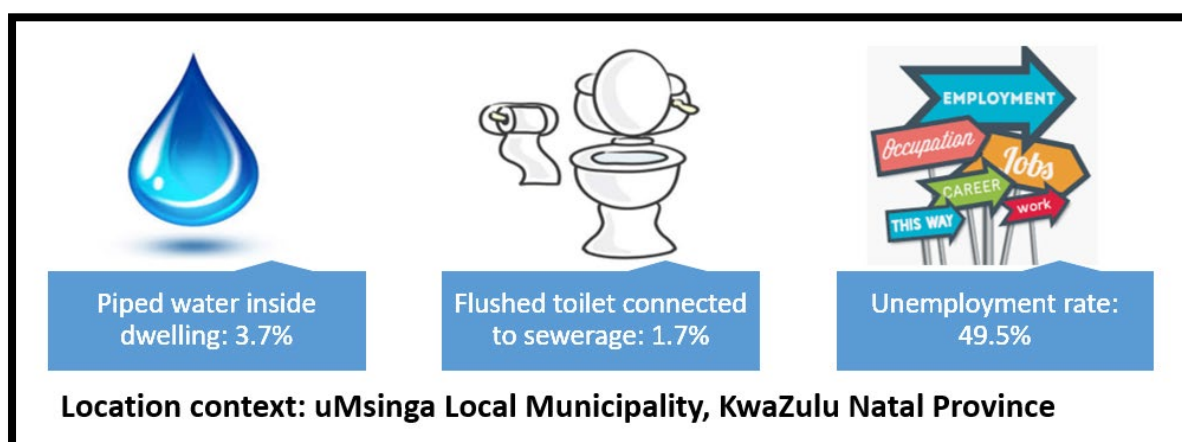 EMPLOYMENT
Occupation
Jobs
CAREER
work
THIS WAY
Piped water inside
dwelling: 3.7%
Flushed toilet connected
to sewerage: 1.7%
Unemployment rate:
49.5%
Location context: uMsinga Local Municipality, KwaZulu Natal Province